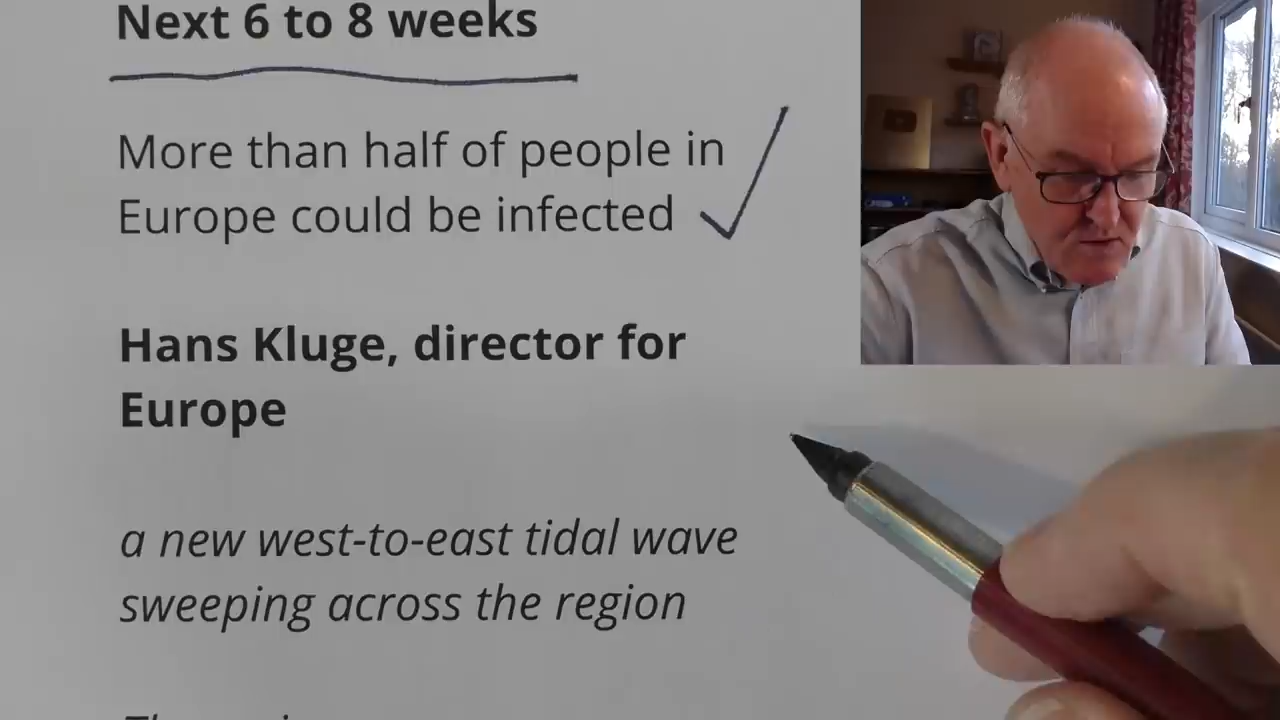 Next 6 to 8 weeks
More than half of people in
Europe could be infected
Hans Kluge, director for
Europe
a new west-to-east tidal wave
sweeping across the region